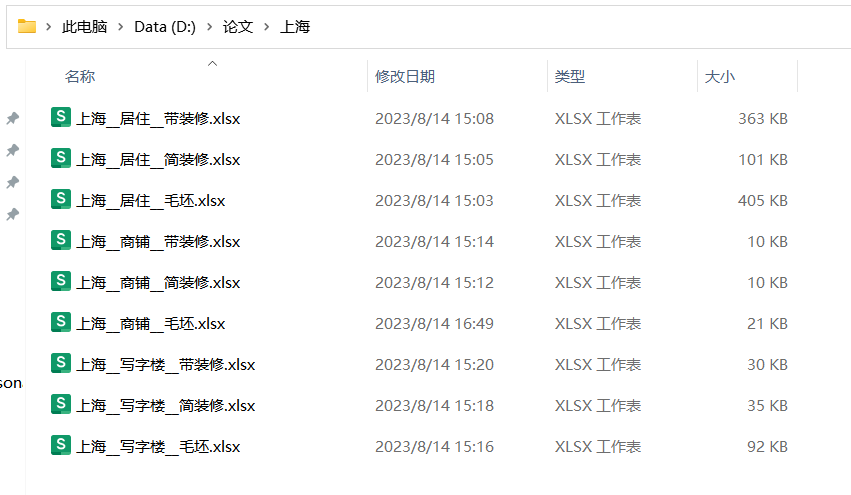 此电脑 > Data (D:) > 论文 > 上海
名称 修改日期 类型 大小
S 上海__居住__带装修.xlsx 2023/8/14 15:08 XLSX 工作表 363 KB
S 上海__居住__简装修.xlsx 2023/8/14 15:05 XLSX 工作表 101 KB
S 上海__居住__毛坯.xlsx 2023/8/14 15:03 XLSX 工作表 405 KB
S 上海__商铺__带装修.xlsx 2023/8/14 15:14 XLSX 工作表 10 KB
S 上海__商铺__简装修.xlsx 2023/8/14 15:12 XLSX 工作表 10 KB
S 上海__商铺__毛坯.xlsx 2023/8/14 16:49 XLSX 工作表 21 KB
S 上海__写字楼__带装修.xlsx 2023/8/14 15:20 XLSX 工作表 30 KB
sona
S 上海__写字楼__简装修.xlsx 2023/8/14 15:18 XLSX 工作表 35 KB
S 上海__写字楼__毛坯.xlsx 2023/8/14 15:16 XLSX 工作表 92 KB